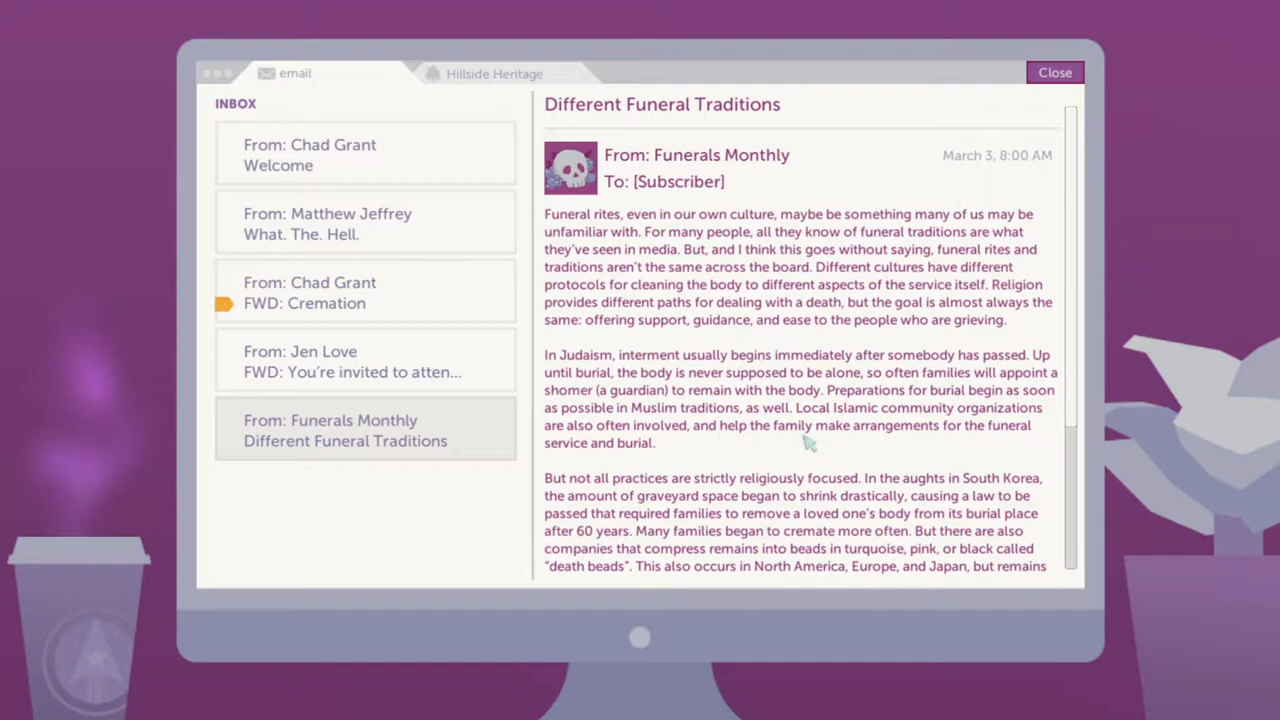 email
Hillside Heritage
Close
INBOX
From: Chad Grant
Welcome
From: Matthew Jeffrey
What. The. Hell.
From: Chad Grant
FWD: Cremation
From: Jen Love
FWD: You're invited to atten...
From: Funerals Monthly
Different Funeral Traditions
Different Funeral Traditions
From: Funerals Monthly
March 3, 8:00 AM
To: [Subscriber]
Funeral rites, even in our own culture, maybe be something many of us may be
unfamiliar with. For many people, all they know of funeral traditions are what
they've seen in media. But, and I think this goes without saying, funeral rites and
traditions aren't the same across the board. Different cultures have different
protocols for cleaning the body to different aspects of the service itself. Religion
provides different paths for dealing with a death, but the goal is almost always the
same: offering support, guidance, and ease to the people who are grieving.
In Judaism, interment usually begins immediately after somebody has passed. Up
until burial, the body is never supposed to be alone, so often families will appoint a
shomer (a guardian) to remain with the body. Preparations for burial begin as soon
as possible in Muslim traditions, as well. Local Islamic community organizations
are also often involved, and help the family make arrangements for the funeral
service and burial.
But not all practices are strictly religiously focused. In the aughts in South Korea,
the amount of graveyard space began to shrink drastically, causing a law to be
passed that required families to remove a loved one's body from its burial place
after 60 years. Many families began to cremate more often. But there are also
companies that compress remains into beads in turquoise, pink, or black called
"death beads". This also occurs in North America, Europe, and Japan, but remains